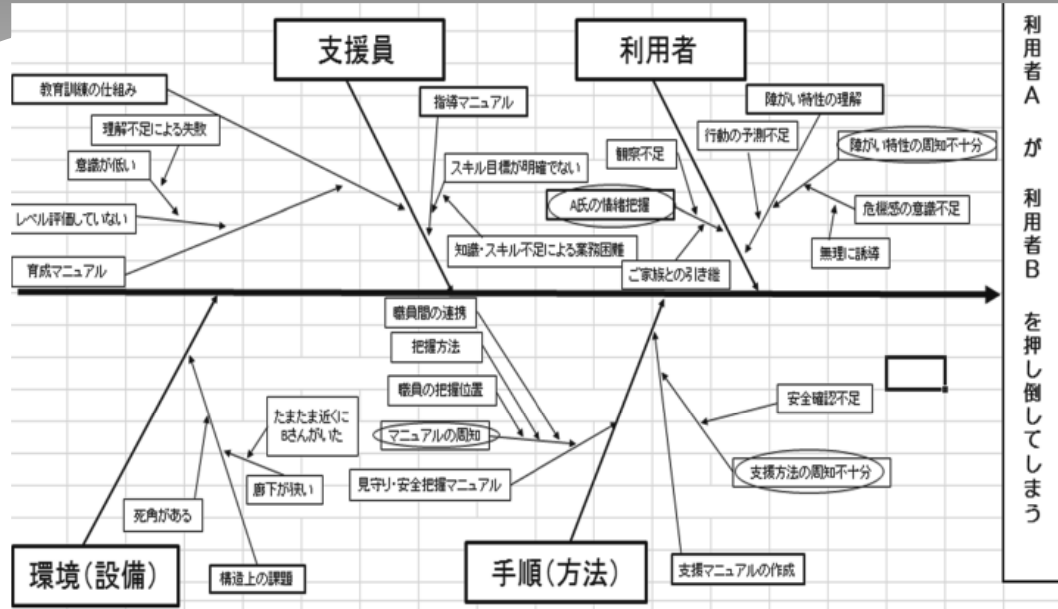 支援員
利用者
教育訓練の仕組み
理解不足による失敗
意識が低い
レベル評価していない
育成マニュアル
指導マニュアル
スキル目標が明確でない
知識・スキル不足による業務困難
観察不足
A氏の情緒把握
ご家族との引き継
行動の予測不足
障がい特性の理解
障がい特性の周知不十分
危機感の意識不足
無理に誘導
利用者A が 利用者B を押し倒してしまう
職員間の連携
把握方法
職員の把握位置
マニュアルの周知
見守り・安全把握マニュアル
たまたま近くに
Bさんがいた
廊下が狭い
死角がある
構造上の課題
安全確認不足
支援方法の周知不十分
支援マニュアルの作成
環境(設備)
手順(方法)